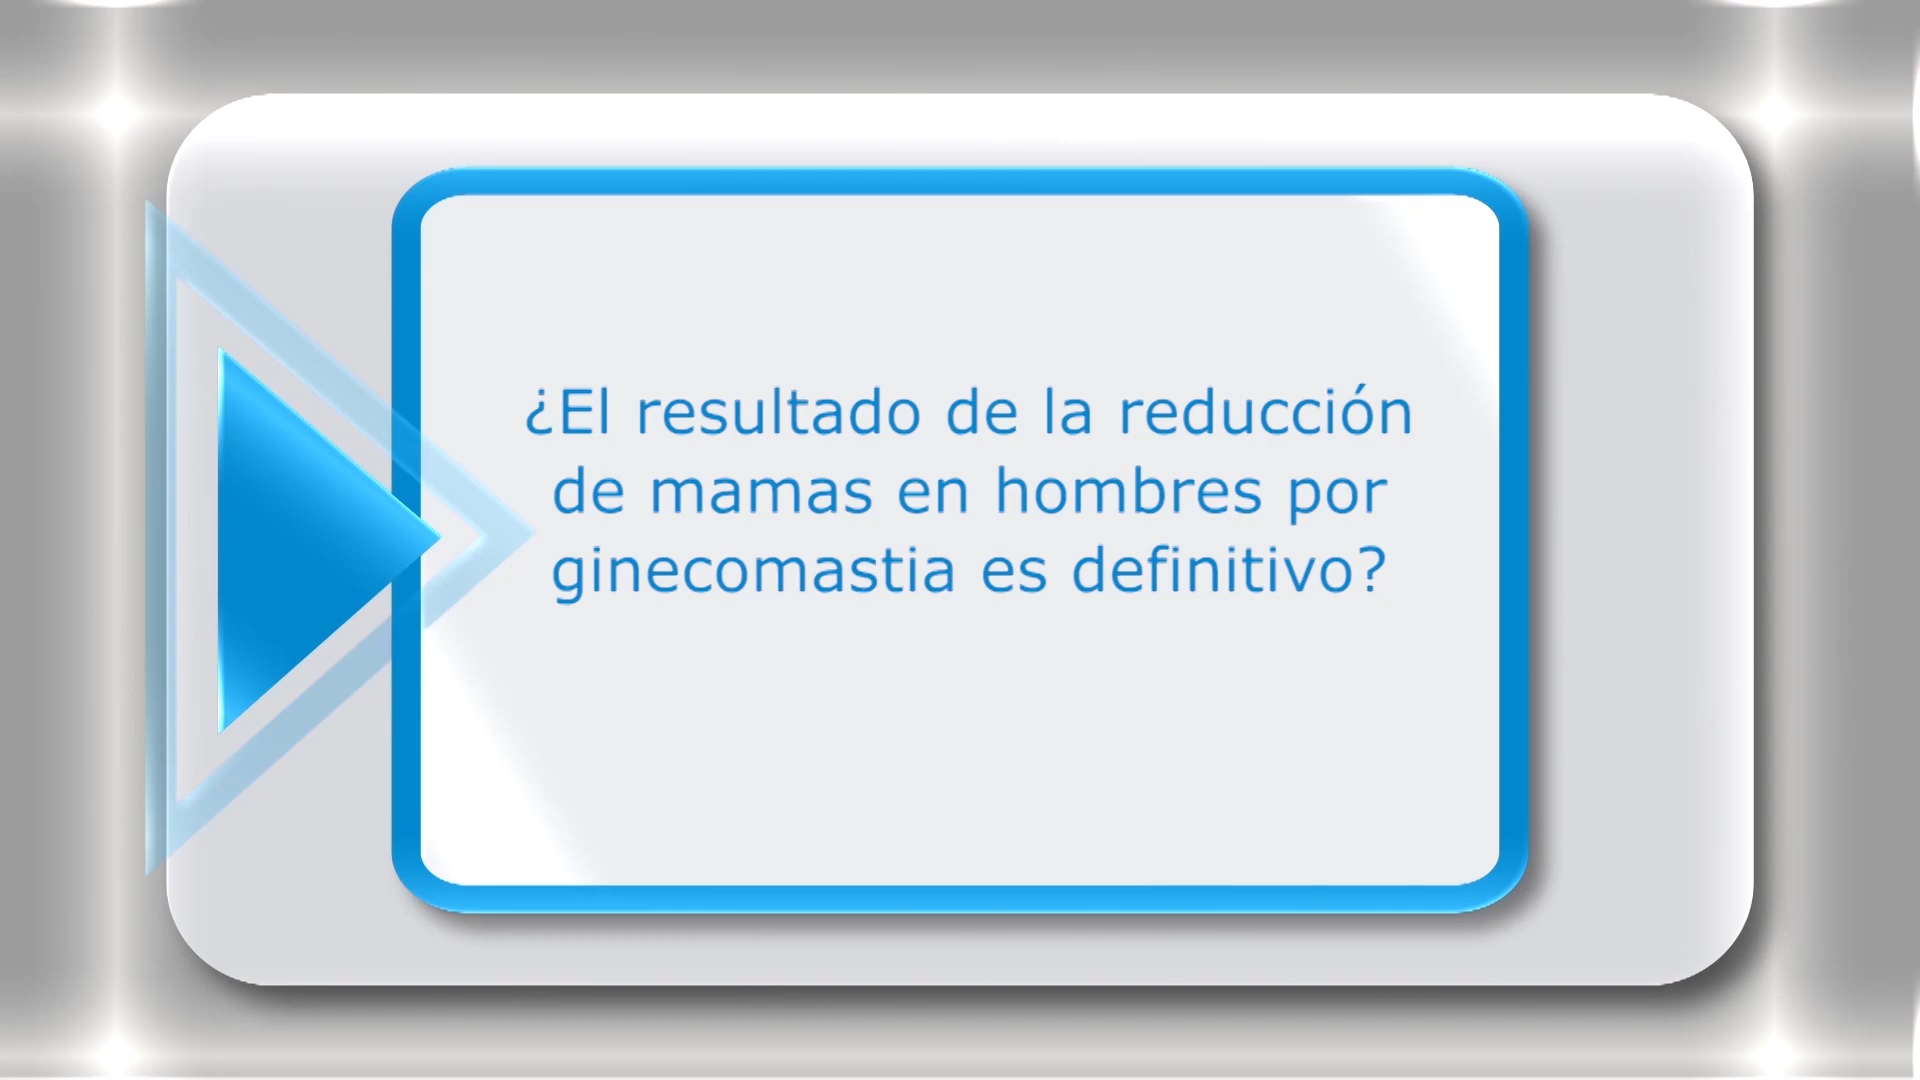 ¿El resultado de la reducción
de mamas en hombres por
ginecomastia es definitivo?